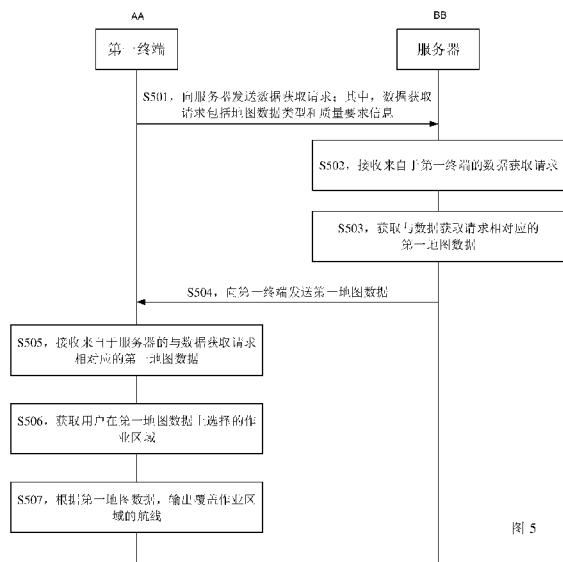 AA
BB
第一终端
服务器
S501，向服务器发送数据获取请求；其中，数据获取
请求包括地图数据类型和质量要求信息
S502，接收来自于第一终端的数据获取请求
S503，获取与数据获取请求相对应的
第一地图数据
S504，向第一终端发送第一地图数据
S505，接收来自于服务器的与数据获取请求
相对应的第一地图数据
S506，获取用户在第一地图数据上选择的作
业区域
S507，根据第一地图数据，输出覆盖作业区
域的航线
图 5